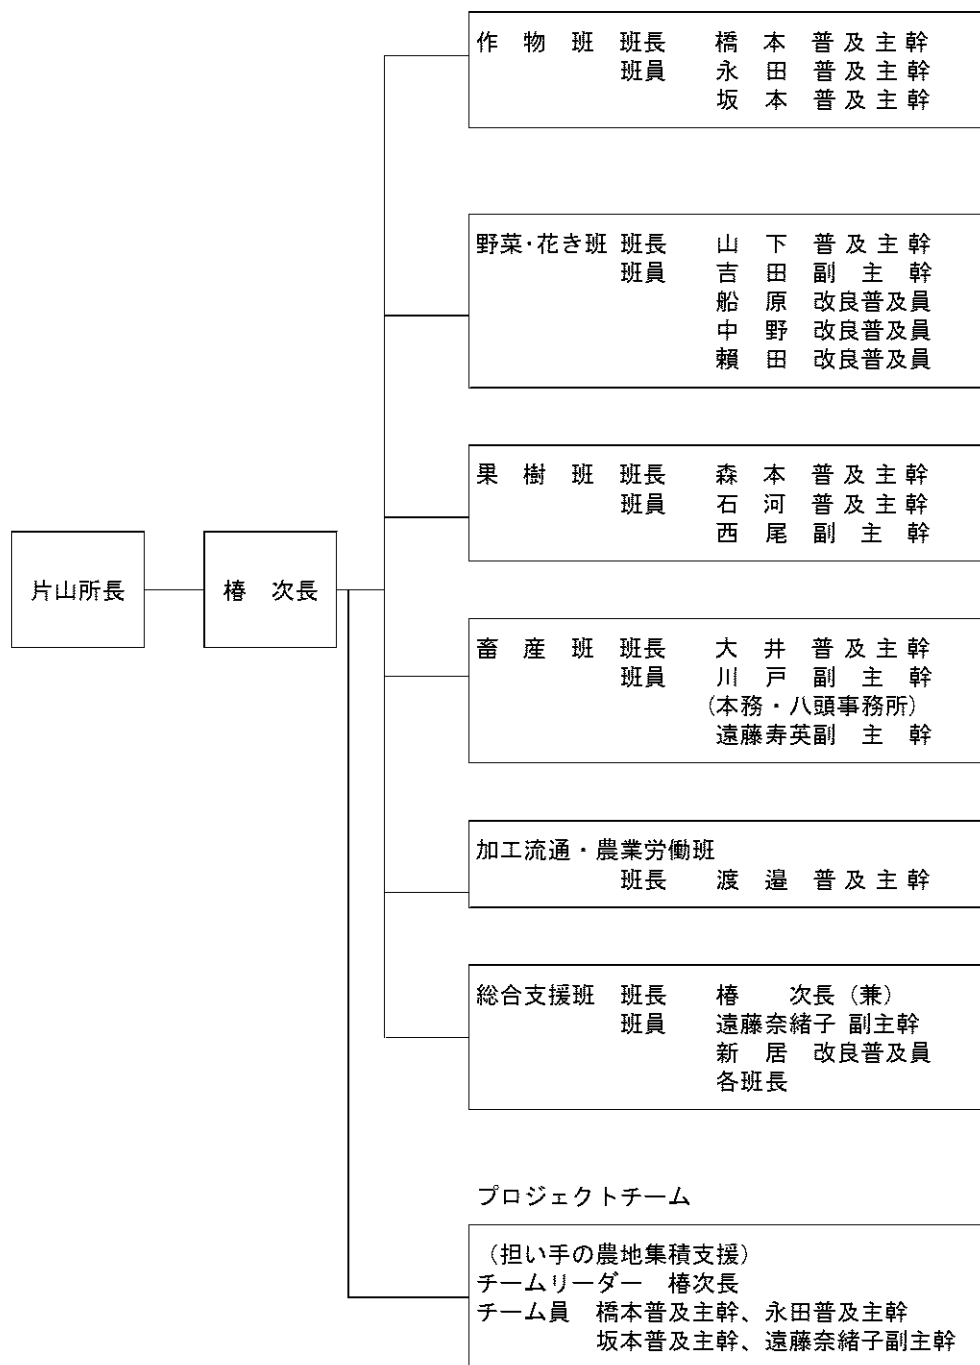 作物班 班長 橋本 普及主幹
班員 永田 普及主幹
坂本 普及主幹
野菜・花き班 班長 山下 普及主幹
班員 吉田 副主幹
船原 改良普及員
中野 改良普及員
頼田 改良普及員
果樹班 班長 森本 普及主幹
班員 石河 普及主幹
西尾 副主幹
片山所長
椿 次長
畜産班 班長 大井 普及主幹
班員 川戸 副主幹
(本務・八頭事務所)
遠藤寿英副主幹
加工流通・農業労働班
班長 渡邉 普及主幹
総合支援班 班長 椿 次長(兼)
班員 遠藤奈緒子 副主幹
新居 改良普及員
各班長
プロジェクトチーム
(担い手の農地集積支援)
チームリーダー 椿次長
チーム員 橋本普及主幹、永田普及主幹
坂本普及主幹、遠藤奈緒子副主幹